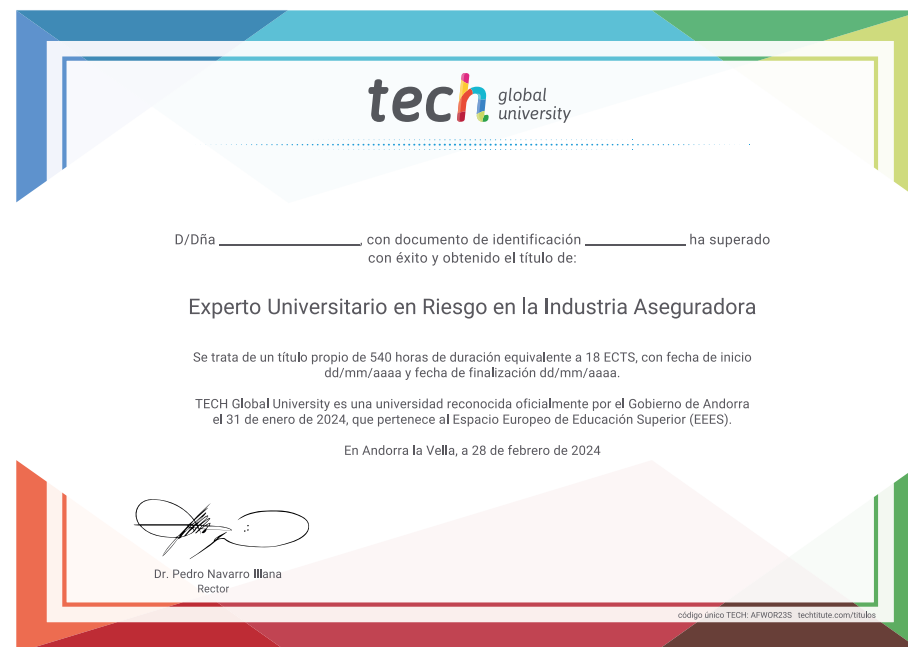 tech global university
D/Dña ________________, con documento de identificación ____________ ha superado
con éxito y obtenido el título de:
Experto Universitario en Riesgo en la Industria Aseguradora
Se trata de un título propio de 540 horas de duración equivalente a 18 ECTS, con fecha de inicio
dd/mm/aaaa y fecha de finalización dd/mm/aaaa.
TECH Global University es una universidad reconocida oficialmente por el Gobierno de Andorra
el 31 de enero de 2024, que pertenece al Espacio Europeo de Educación Superior (EEES).
En Andorra la Vella, a 28 de febrero de 2024
Dr. Pedro Navarro Illana
Rector
código único TECH: AFWOR23S techtitute.com/titulos